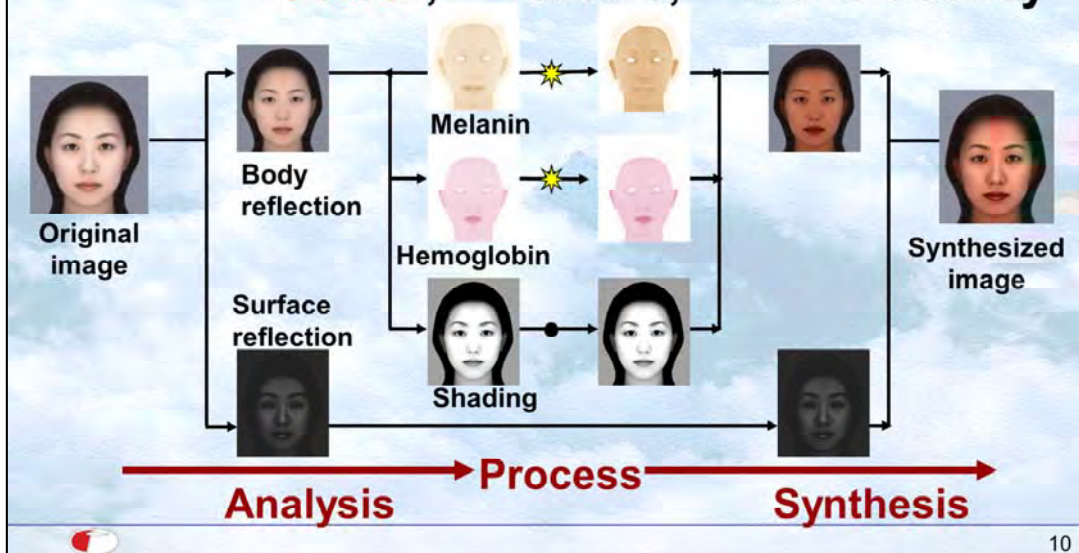 Melanin
Body
reflection
Original
image
Hemoglobin
Synthesized
image
Surface
reflection
Shading
Process
Analysis
Synthesis
10